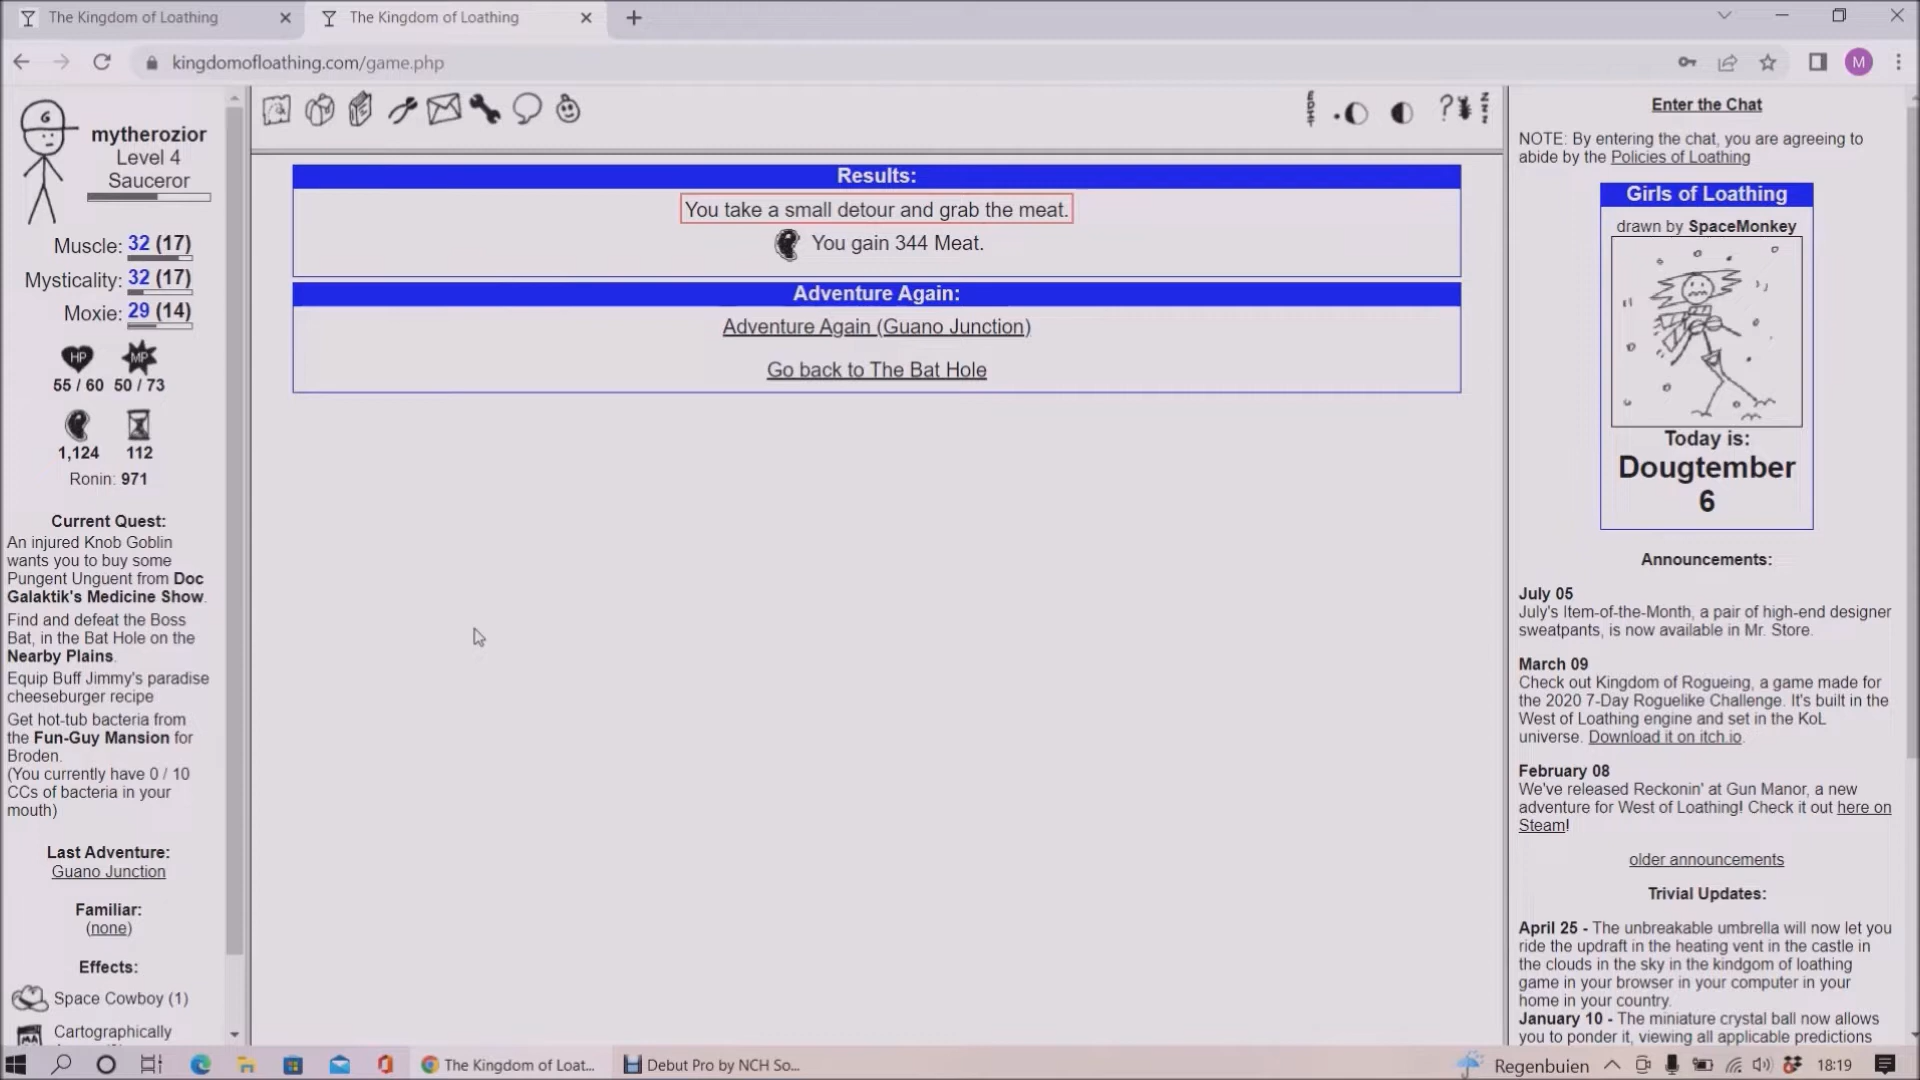 The Kingdom of Loathing
The Kingdom of Loathing
kingdomofloathing.com/game.php
M
G
mytherozior
Level 4
Sauceror
Muscle: 32 (17)
Mysticality: 32 (17)
Moxie: 29 (14)
HP MP
55 / 60 50 / 73
1,124 112
Ronin: 971
Current Quest:
An injured Knob Goblin
wants you to buy some
Pungent Unguent from Doc
Galaktik's Medicine Show.
Find and defeat the Boss
Bat, in the Bat Hole on the
Nearby Plains.
Equip Buff Jimmy's paradise
cheeseburger recipe
Get hot-tub bacteria from
the Fun-Guy Mansion for
Broden.
(You currently have 0 / 10
CCs of bacteria in your
mouth)
Last Adventure:
Guano Junction
Familiar:
(none)
Effects:
Space Cowboy (1)
Cartographically
Results:
You take a small detour and grab the meat.
You gain 344 Meat.
Adventure Again:
Adventure Again (Guano Junction)
Go back to The Bat Hole
Enter the Chat
NOTE: By entering the chat, you are agreeing to
abide by the Policies of Loathing
Girls of Loathing
drawn by SpaceMonkey
Today is:
Dougtember
6
Announcements:
July 05
July's Item-of-the-Month, a pair of high-end designer
sweatpants, is now available in Mr. Store.
March 09
Check out Kingdom of Rogueing, a game made for
the 2020 7-Day Roguelike Challenge. It's built in the
West of Loathing engine and set in the KoL
universe. Download it on itch.io.
February 08
We've released Reckonin' at Gun Manor, a new
adventure for West of Loathing! Check it out here on
Steam!
older announcements
Trivial Updates:
April 25 - The unbreakable umbrella will now let you
ride the updraft in the heating vent in the castle in
the clouds in the sky in the kindgom of loathing
game in your browser in your computer in your
home in your country.
January 10 - The miniature crystal ball now allows
you to ponder it, viewing all applicable predictions
The Kingdom of Loat...
Debut Pro by NCH So...
Regenbuien
18:19